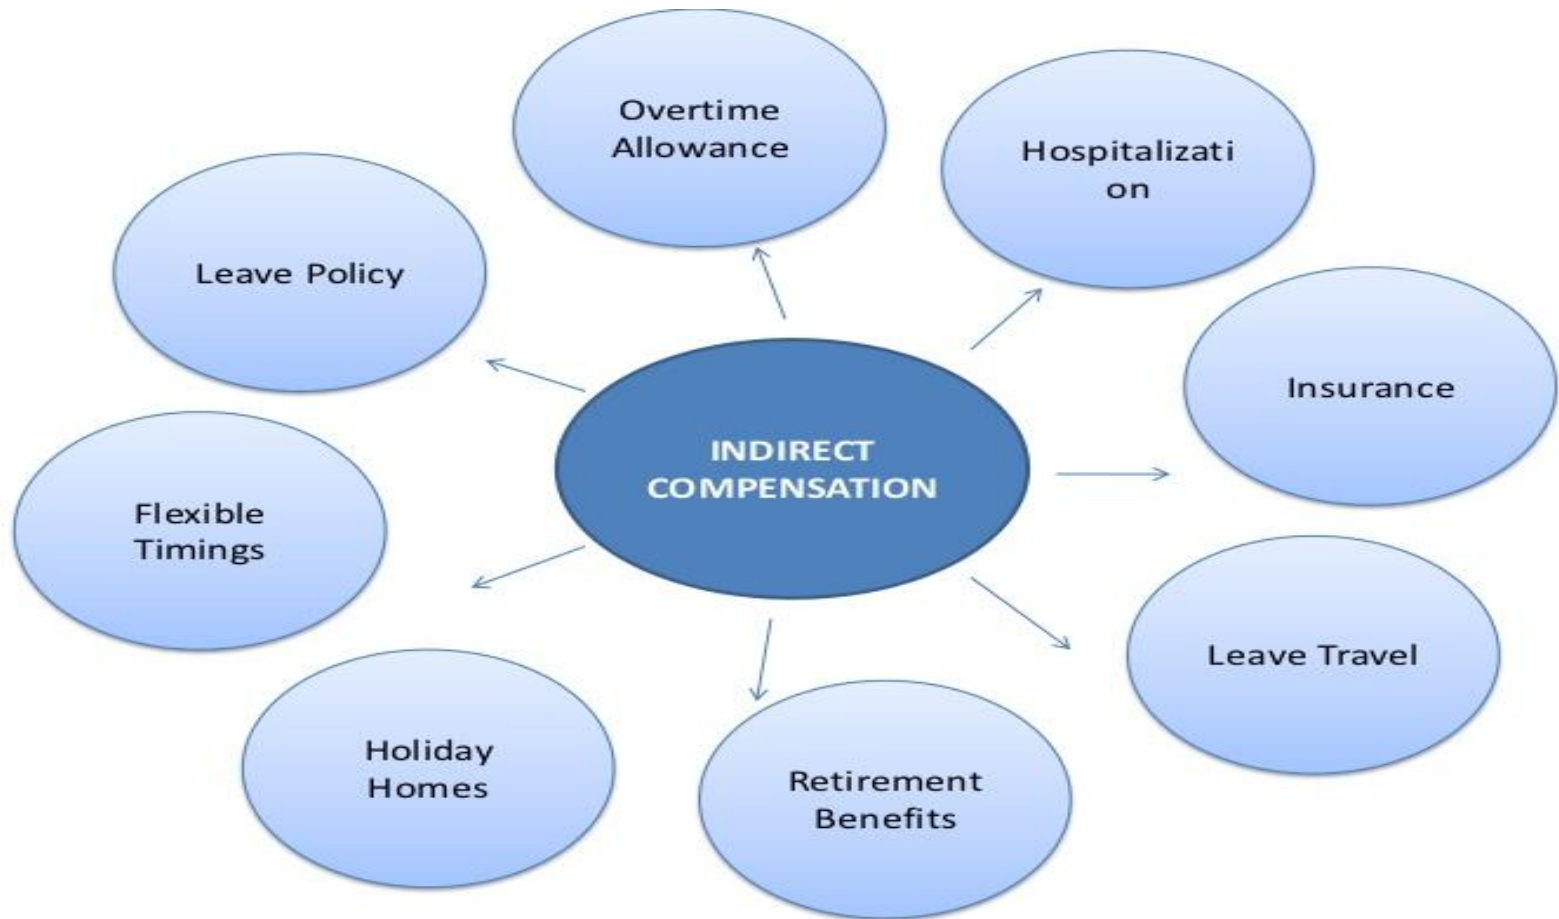 Overtime
Allowance
Hospitalizati
on
Leave Policy
Insurance
INDIRECT
COMPENSATION
Flexible
Timings
Leave Travel
Holiday
Homes
Retirement
Benefits